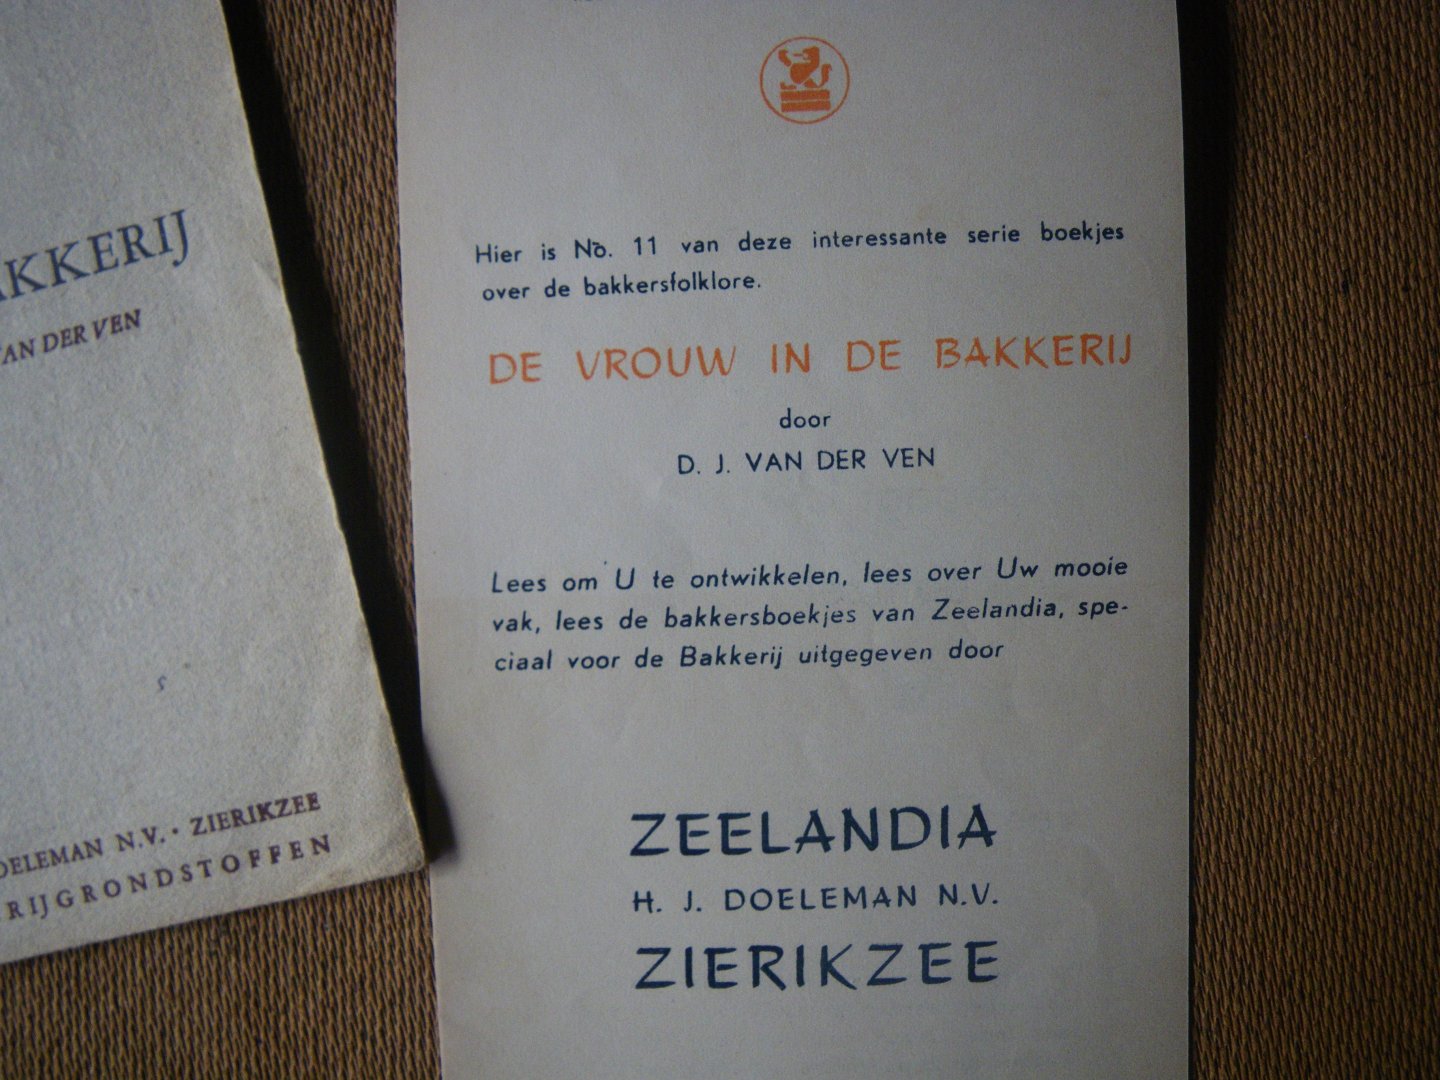 AKKERIJ
VAN DER VEN
DOELEMAN N.V. · ZIERIKZEE
RIJGRONDSTOFFEN
Hier is No. 11 van deze interessante serie boekjes
over de bakkersfolklore.
DE VROUW IN DE BAKKERIJ
door
D. J. VAN DER VEN
Lees om U te ontwikkelen, lees over Uw mooie
vak, lees de bakkersboekjes van Zeelandia, spe-
ciaal voor de Bakkerij uitgegeven door
ZEELANDIA
H. J. DOELEMAN N.V.
ZIERIKZEE